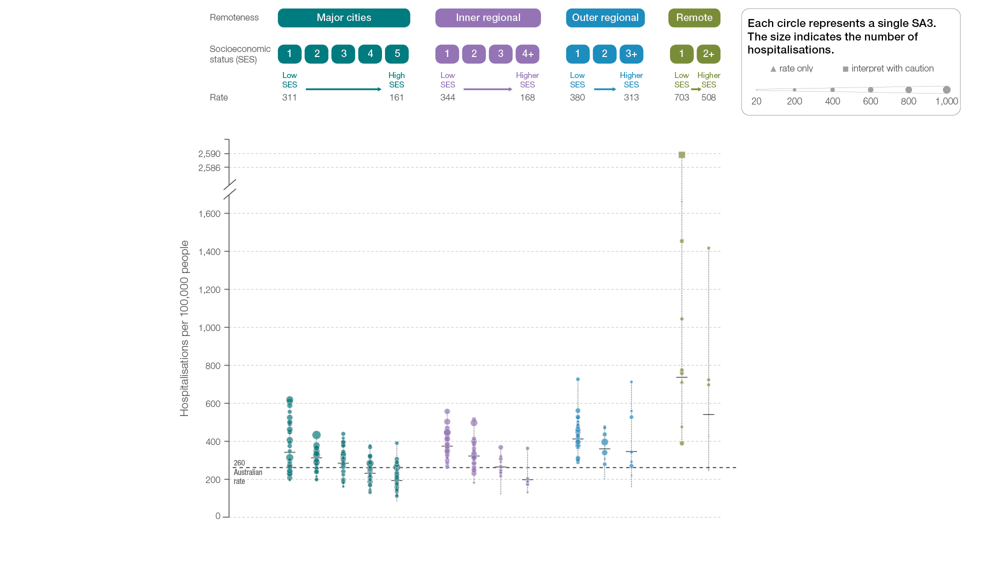 Remoteness
Major cities
Inner regional
Outer regional
Remote
Socioeconomic
status (SES)
1 2 3 4 5
1 2 3 4+
1 2 3+
1 2+
Low
SES
High
SES
Low
SES
Higher
SES
Low
SES
Higher
SES
Low
SES
Higher
SES
Rate
311 161 344 168 380 313 703 508
Each circle represents a single SA3.
The size indicates the number of
hospitalisations.
rate only
interpret with caution
20 200 400 600 800 1,000
Hospitalisations per 100,000 people
2,590
2,586
1,600
1,400
1,200
1,000
800
600
400
200
0
260
Australian
rate